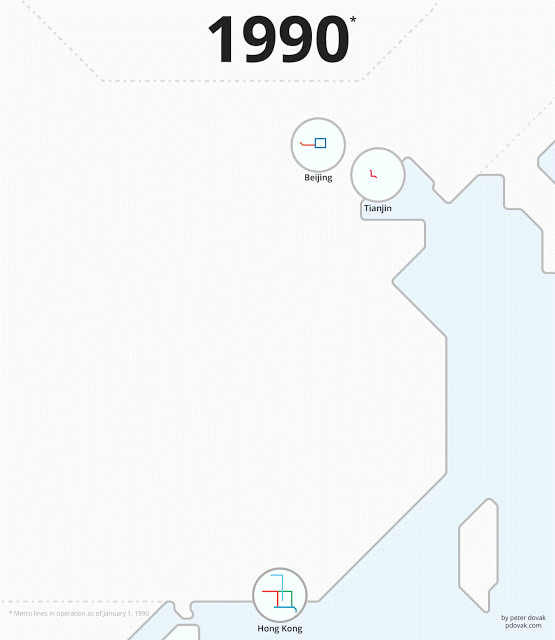 1990*
Beijing
Tianjin
Hong Kong
* Metro lines in operation as of January 1, 1990
by peter dovak
pdovak.com